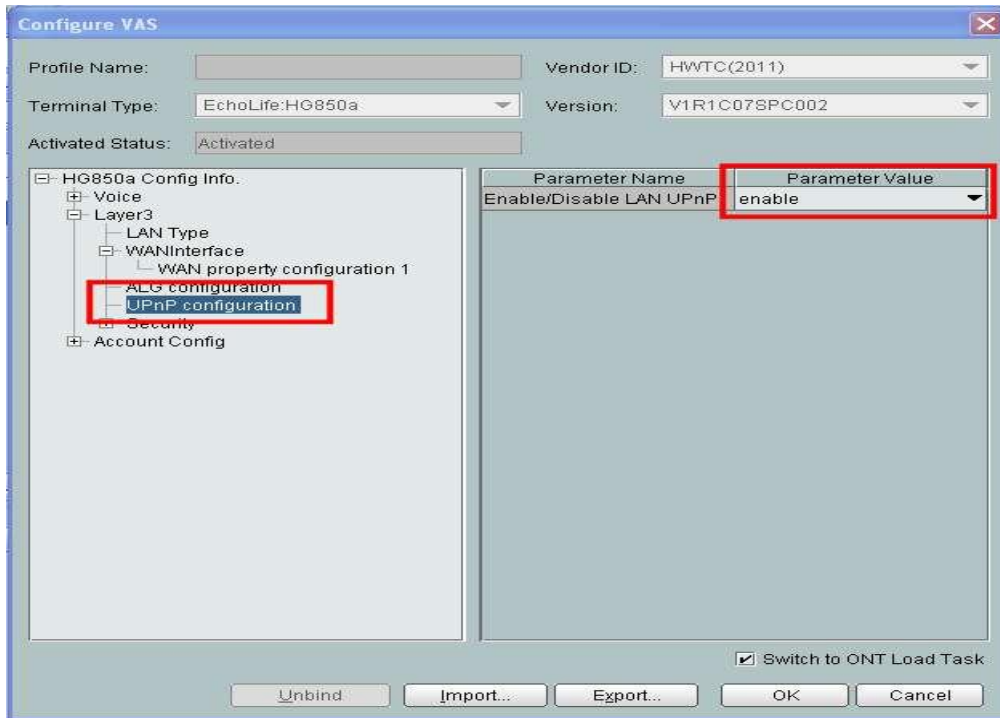 Configure VAS
Profile Name:
Vendor ID: HWTC(2011)
Terminal Type: EchoLife:HG850a
Version: V1R1C07SPC002
Activated Status: Activated
HG850a Config Info.
Voice
Layer3
LAN Type
WANInterface
WAN property configuration 1
ALG configuration
UPnP configuration
Security
Account Config
Parameter Name Parameter Value
Enable/Disable LAN UPnP enable
Switch to ONT Load Task
Unbind Import... Export... OK Cancel